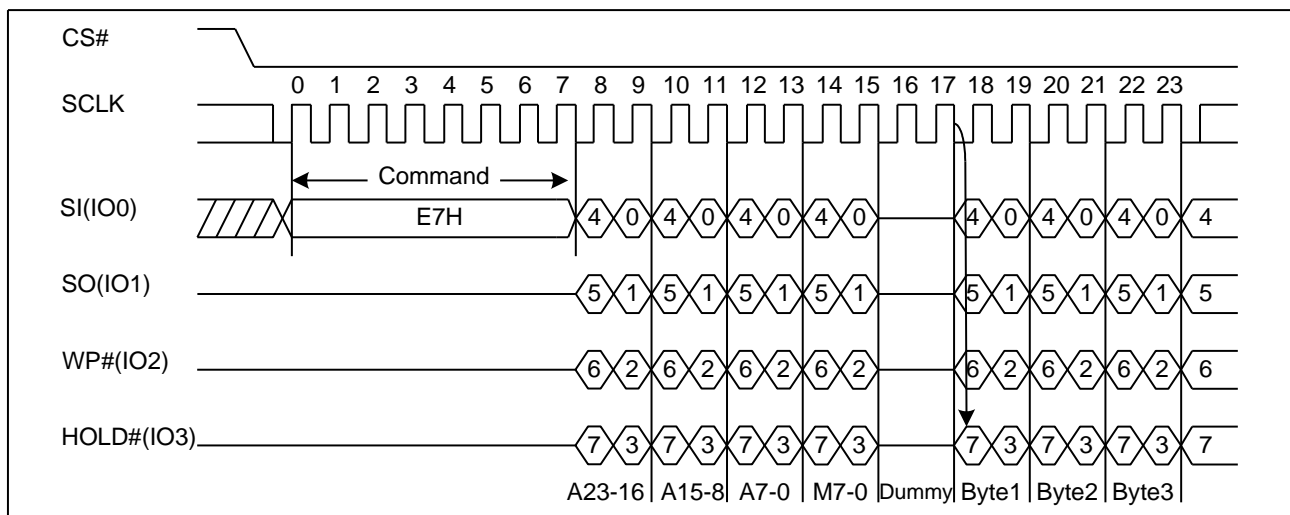 CS#
0 1 2 3 4 5 6 7 8 9 10 11 12 13 14 15 16 17 18 19 20 21 22 23
SCLK
Command
SI(IO0) E7H 4 0 4 0 4 0 4 0 4 0 4 0 4 0 4
SO(IO1) 5 1 5 1 5 1 5 1 5 1 5 1 5 1 5
WP#(IO2) 6 2 6 2 6 2 6 2 6 2 6 2 6 2 6
HOLD#(IO3) 7 3 7 3 7 3 7 3 7 3 7 3 7 3 7
A23-16 A15-8 A7-0 M7-0 Dummy Byte1 Byte2 Byte3